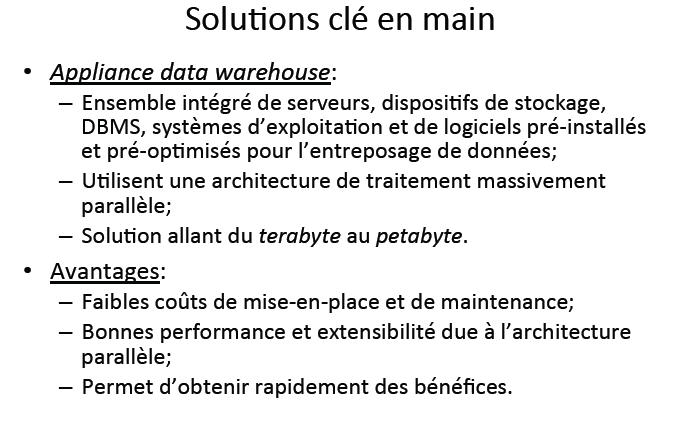 Solutions clé en main
• Appliance data warehouse:
– Ensemble intégré de serveurs, dispositifs de stockage,
DBMS, systèmes d’exploitation et de logiciels pré-installés
et pré-optimisés pour l’entreposage de données;
– Utilisent une architecture de traitement massivement
parallèle;
– Solution allant du terabyte au petabyte.
• Avantages:
– Faibles coûts de mise-en-place et de maintenance;
– Bonnes performance et extensibilité due à l’architecture
parallèle;
– Permet d’obtenir rapidement des bénéfices.